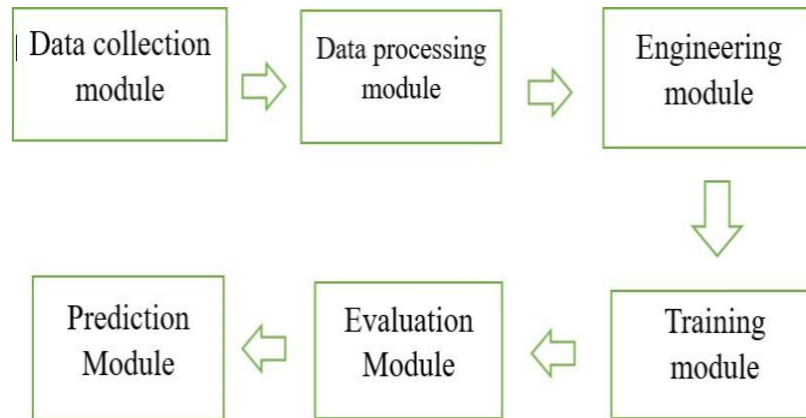 Data collection
module
Data processing
module
Engineering
module
Training
module
Evaluation
Module
Prediction
Module